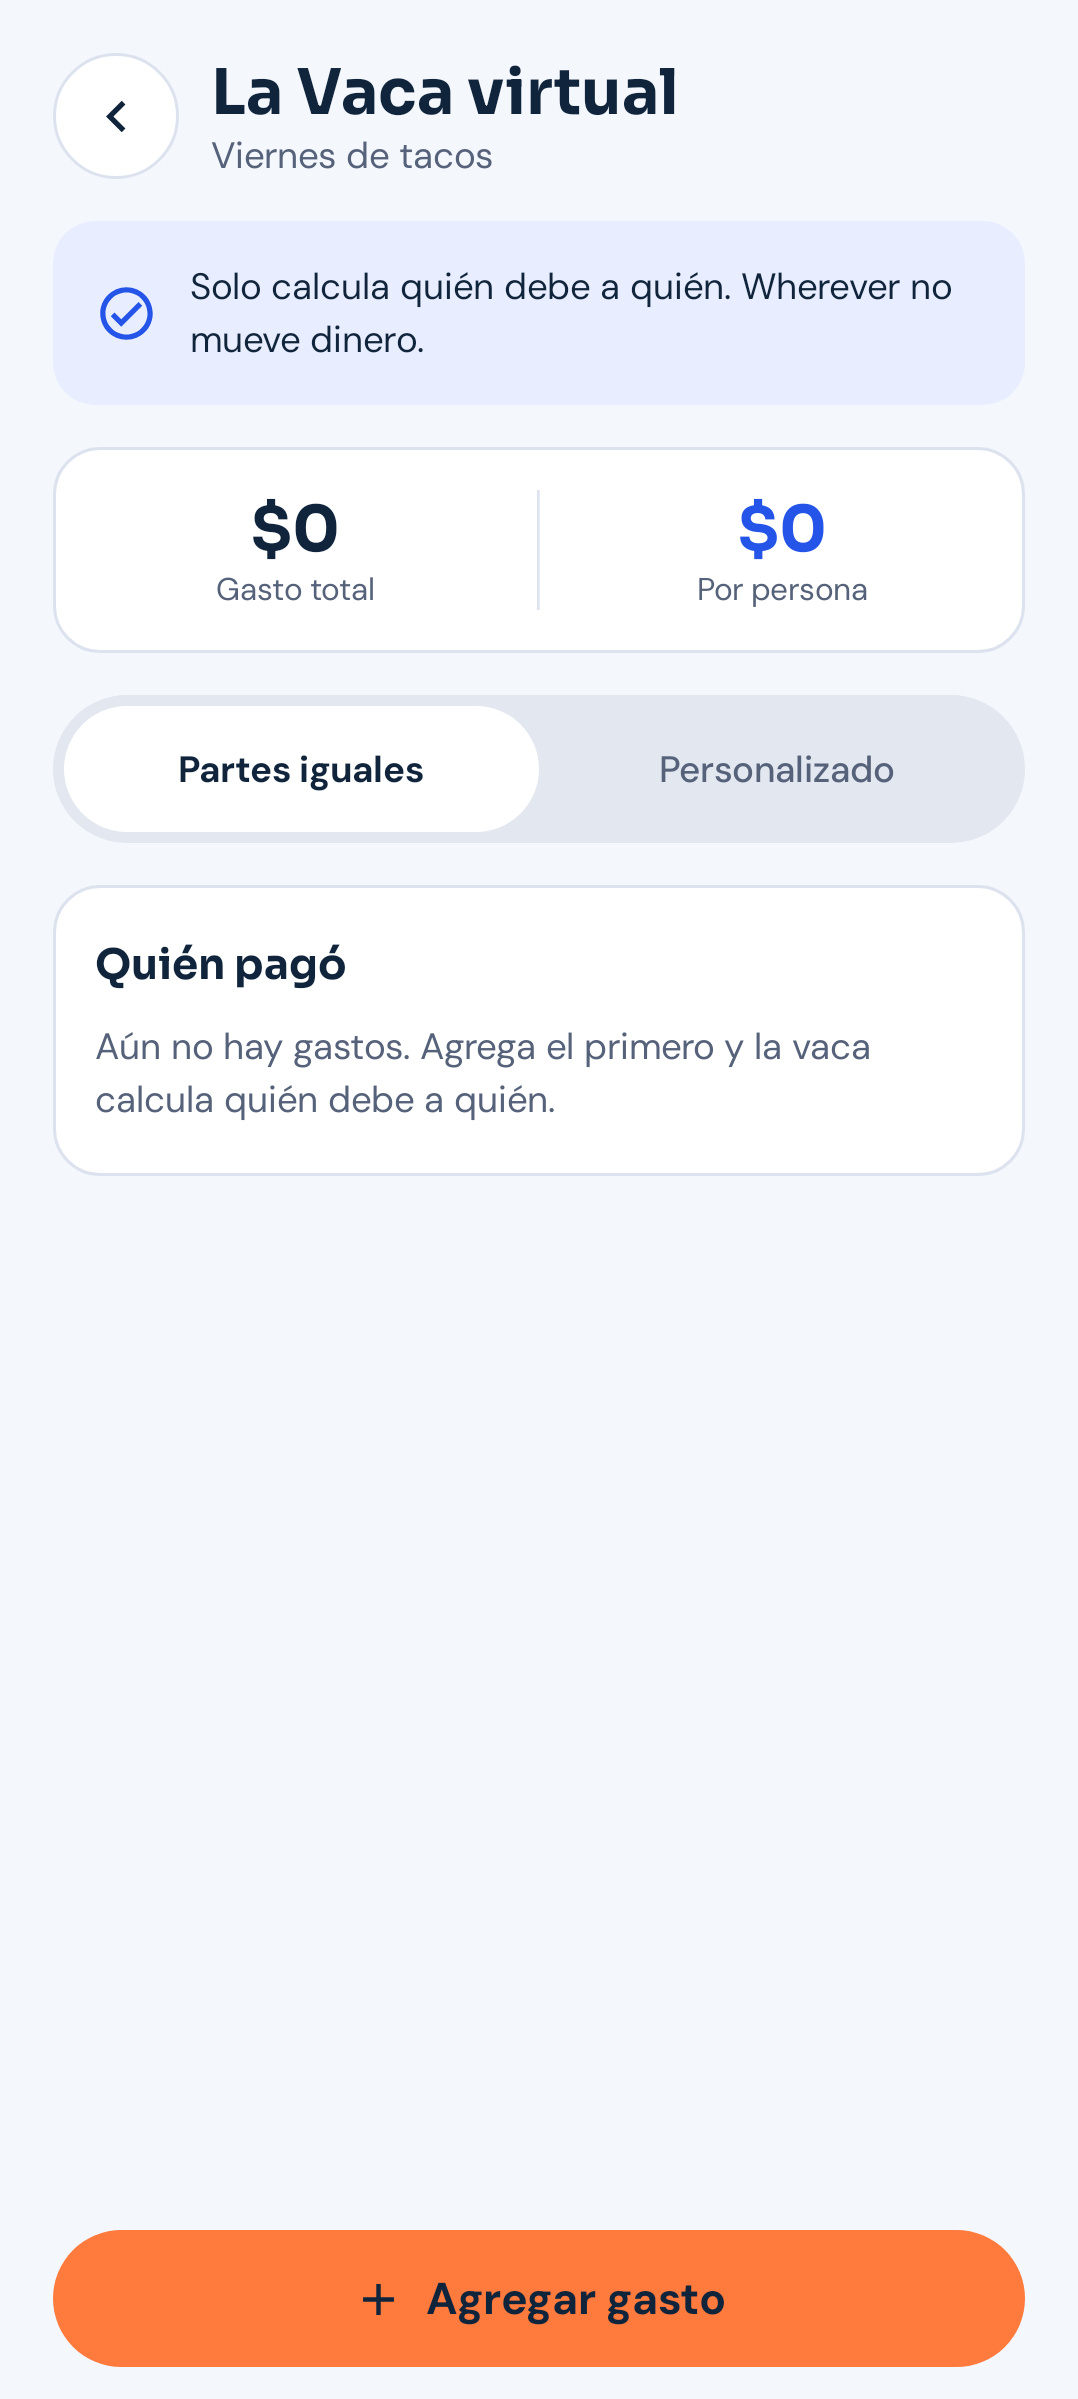 La Vaca virtual
Viernes de tacos
Solo calcula quién debe a quién. Wherever no
mueve dinero.
$0
Gasto total
$0
Por persona
Partes iguales
Personalizado
Quién pagó
Aún no hay gastos. Agrega el primero y la vaca
calcula quién debe a quién.
+ Agregar gasto